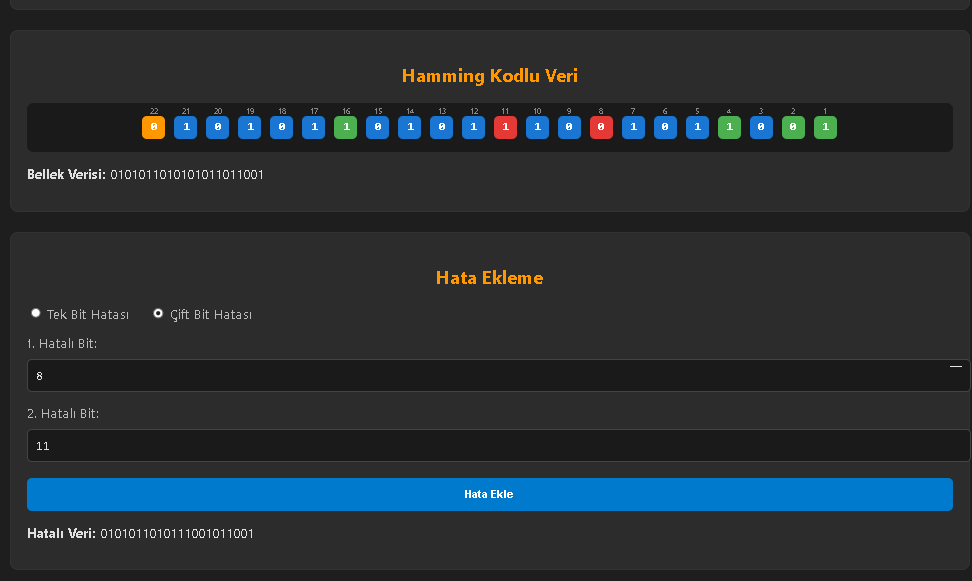 Hamming Kodlu Veri
22 21 20 19 18 17 16 15 14 13 12 11 10 9 8 7 6 5 4 3 2 1
0 1 0 1 0 1 1 0 1 0 1 1 1 0 0 1 0 1 1 0 0 1
Bellek Verisi: 0101011010101011011001
Hata Ekleme
Tek Bit Hatası Çift Bit Hatası
1. Hatalı Bit:
8
2. Hatalı Bit:
11
Hata Ekle
Hatalı Veri: 0101011010111001011001